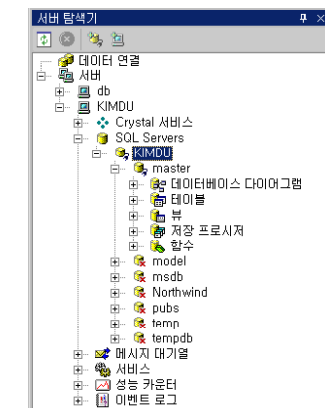 서버 탐색기
데이터 연결
서버
db
KIMDU
Crystal 서비스
SQL Servers
KIMDU
master
데이터베이스 다이어그램
테이블
뷰
저장 프로시저
함수
model
msdb
Northwind
pubs
temp
tempdb
메시지 대기열
서비스
성능 카운터
이벤트 로그